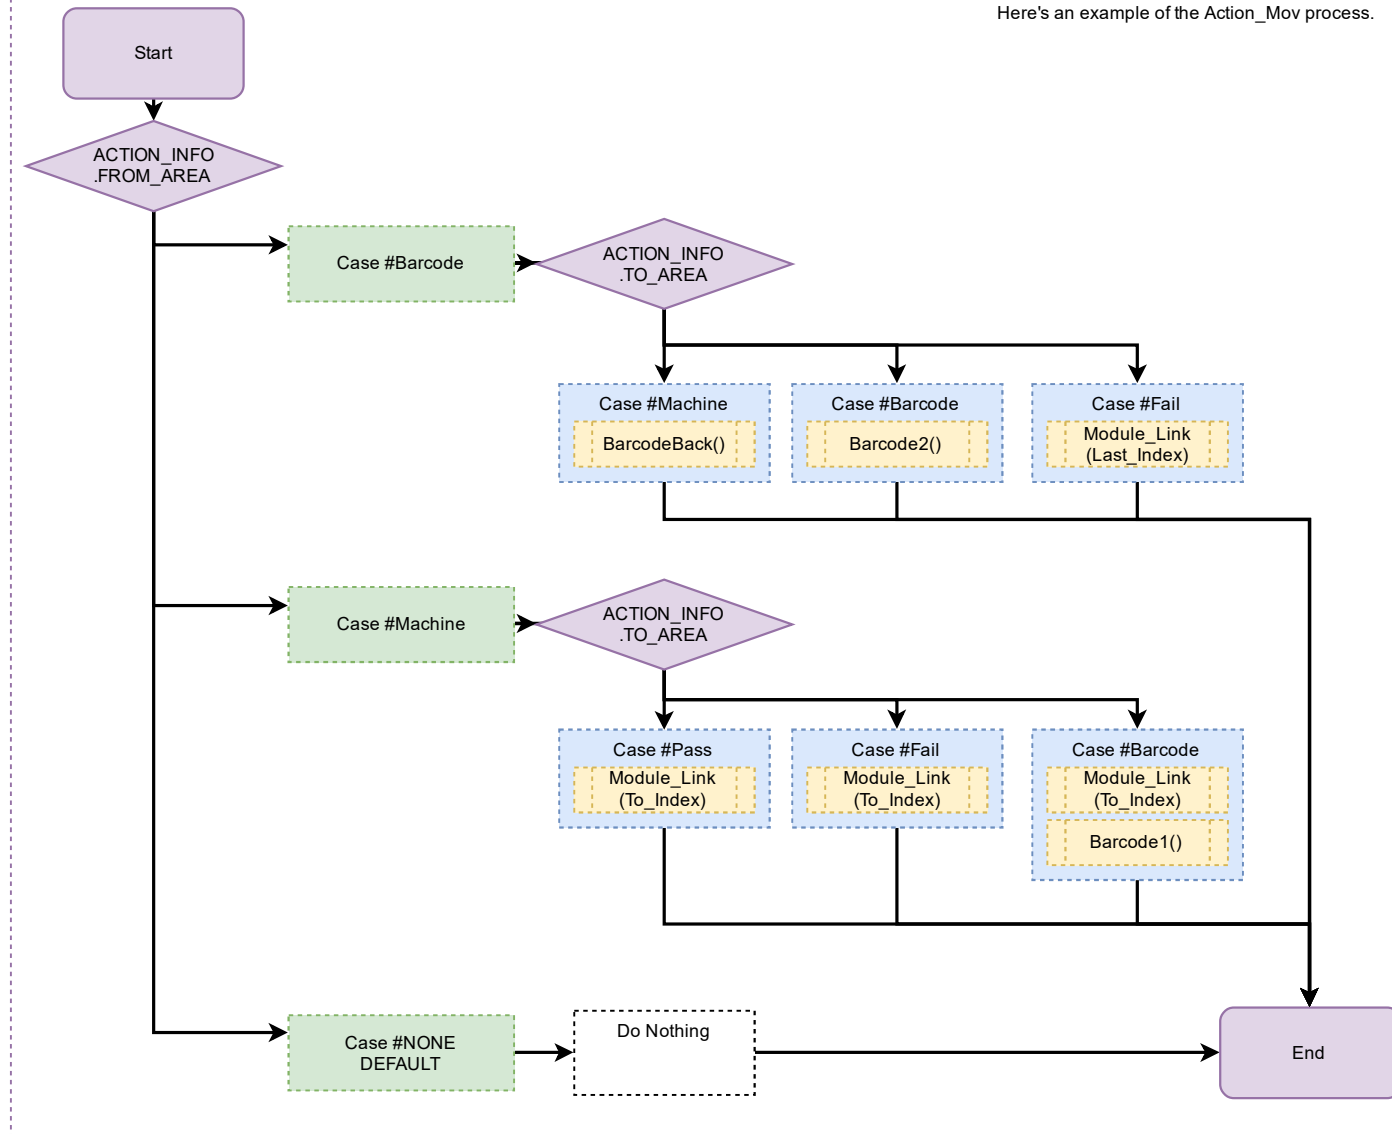 Here's an example of the Action_Mov process.
Start
ACTION_INFO
.FROM_AREA
Case #Barcode
ACTION_INFO
.TO_AREA
Case #Machine
BarcodeBack()
Case #Barcode
Barcode2()
Case #Fail
Module_Link
(Last_Index)
Case #Machine
ACTION_INFO
.TO_AREA
Case #Pass
Module_Link
(To_Index)
Case #Fail
Module_Link
(To_Index)
Case #Barcode
Module_Link
(To_Index)
Barcode1()
Case #NONE
DEFAULT
Do Nothing
End